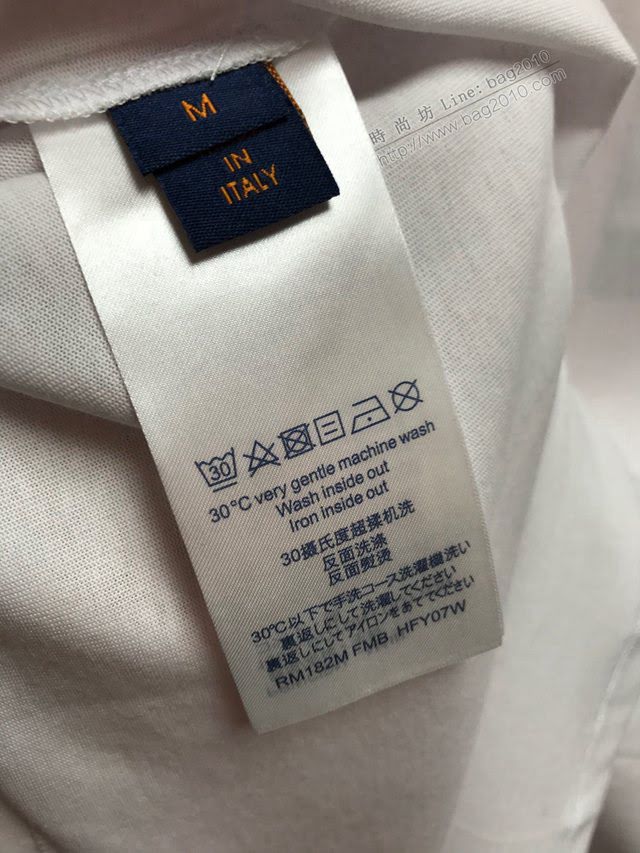 M
IN
ITALY
時尚坊 Line: bag2010
www.bag2010.com
30
30°C very gentle machine wash
Wash inside out
Iron inside out
30摄氏度超揉机洗
反面洗涤
反面熨烫
30℃以下で手洗コース洗濯機洗い
裏返しにして洗濯してください
裏返しにしてアイロンをあててください
RM182M FMB HFY07W